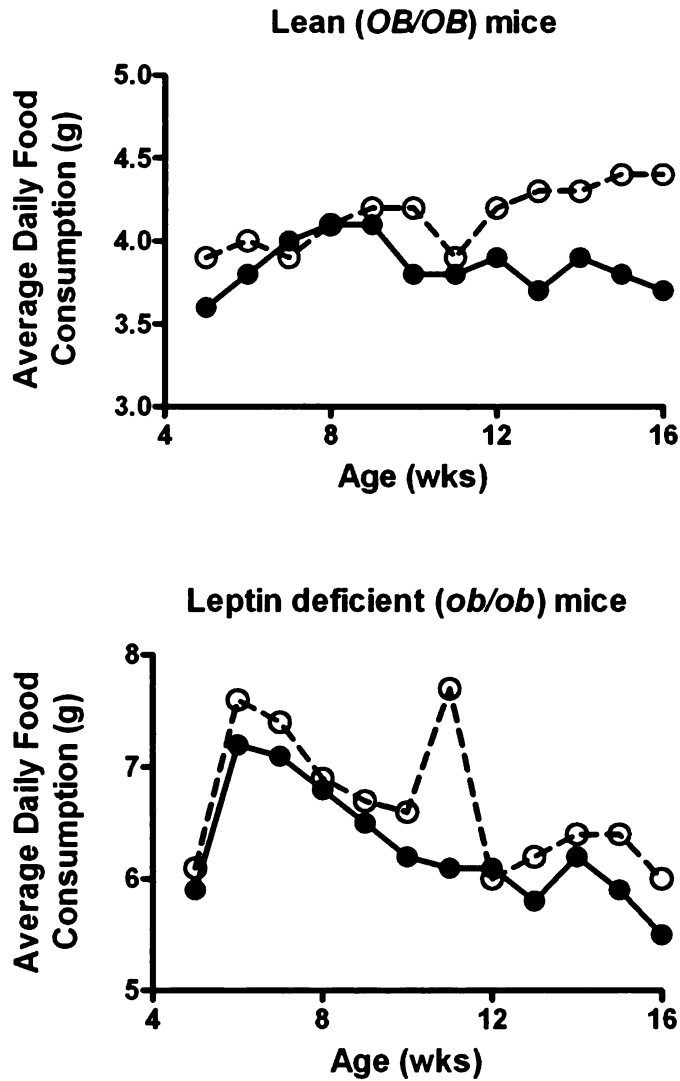 Lean (OB/OB) mice
Average Daily Food
Consumption (g)
5.0
4.5
4.0
3.5
3.0
4 8 12 16
Age (wks)
Leptin deficient (ob/ob) mice
Average Daily Food
Consumption (g)
8
7
6
5
4 8 12 16
Age (wks)